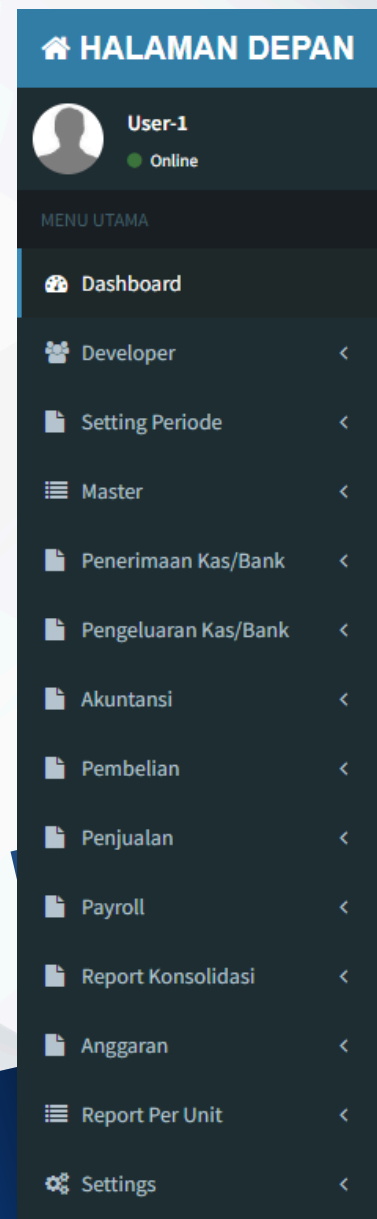 HALAMAN DEPAN
User-1
Online
MENU UTAMA
Dashboard
Developer
Setting Periode
Master
Penerimaan Kas/Bank
Pengeluaran Kas/Bank
Akuntansi
Pembelian
Penjualan
Payroll
Report Konsolidasi
Anggaran
Report Per Unit
Settings